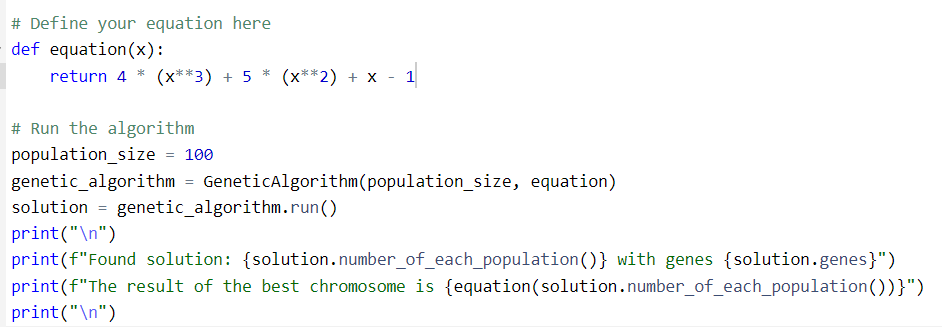 # Define your equation here
def equation(x):
    return 4 * (x**3) + 5 * (x**2) + x - 1
# Run the algorithm
population_size = 100
genetic_algorithm = GeneticAlgorithm(population_size, equation)
solution = genetic_algorithm.run()
print("\n")
print(f"Found solution: {solution.number_of_each_population()} with genes {solution.genes}")
print(f"The result of the best chromosome is {equation(solution.number_of_each_population())}")
print("\n")